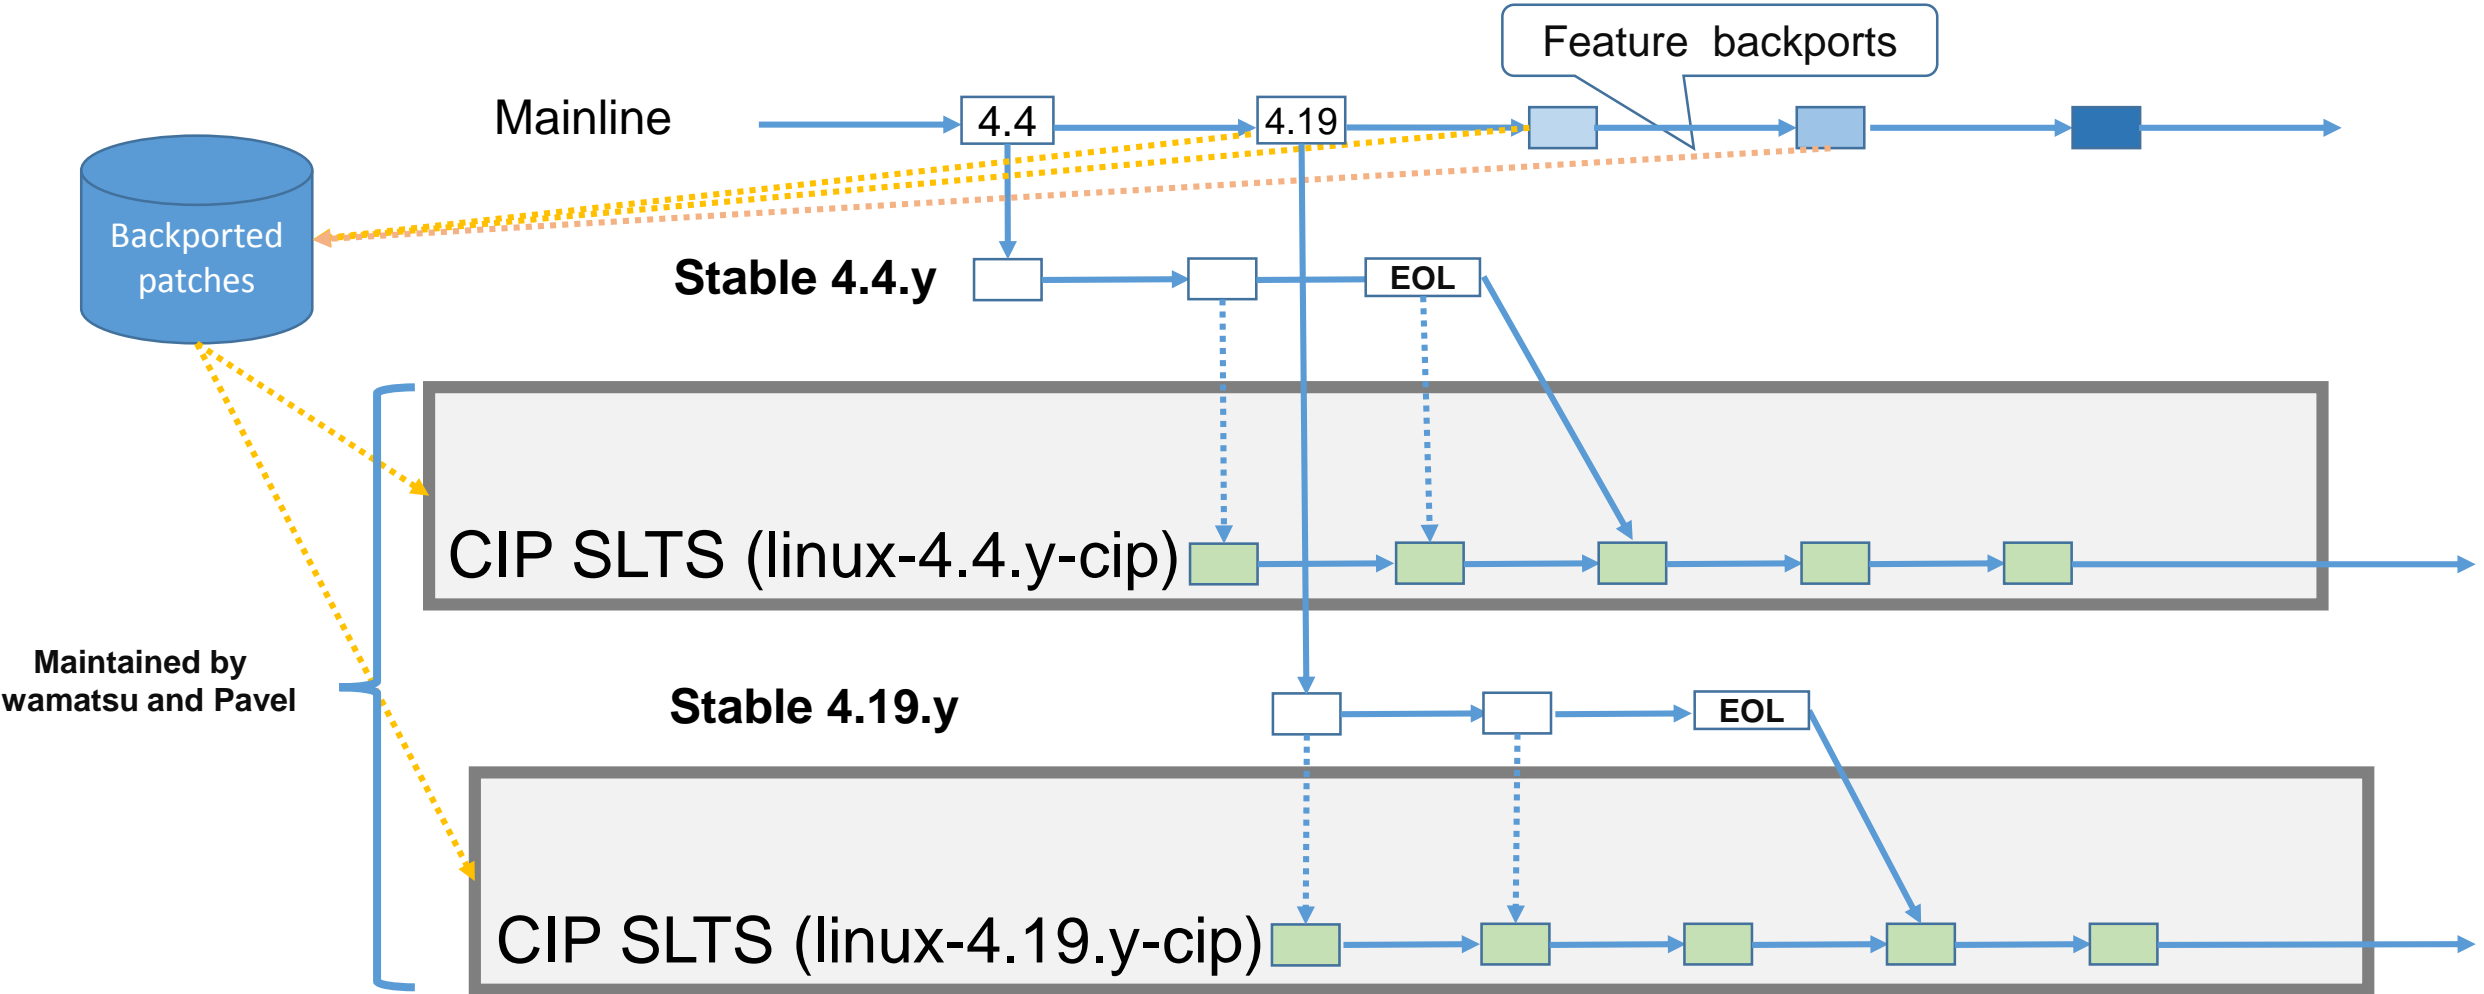 Feature backports
Mainline
4.4
4.19
Backported
patches
Stable 4.4.y
EOL
CIP SLTS (linux-4.4.y-cip)
Maintained by
wamatsu and Pavel
Stable 4.19.y
EOL
CIP SLTS (linux-4.19.y-cip)